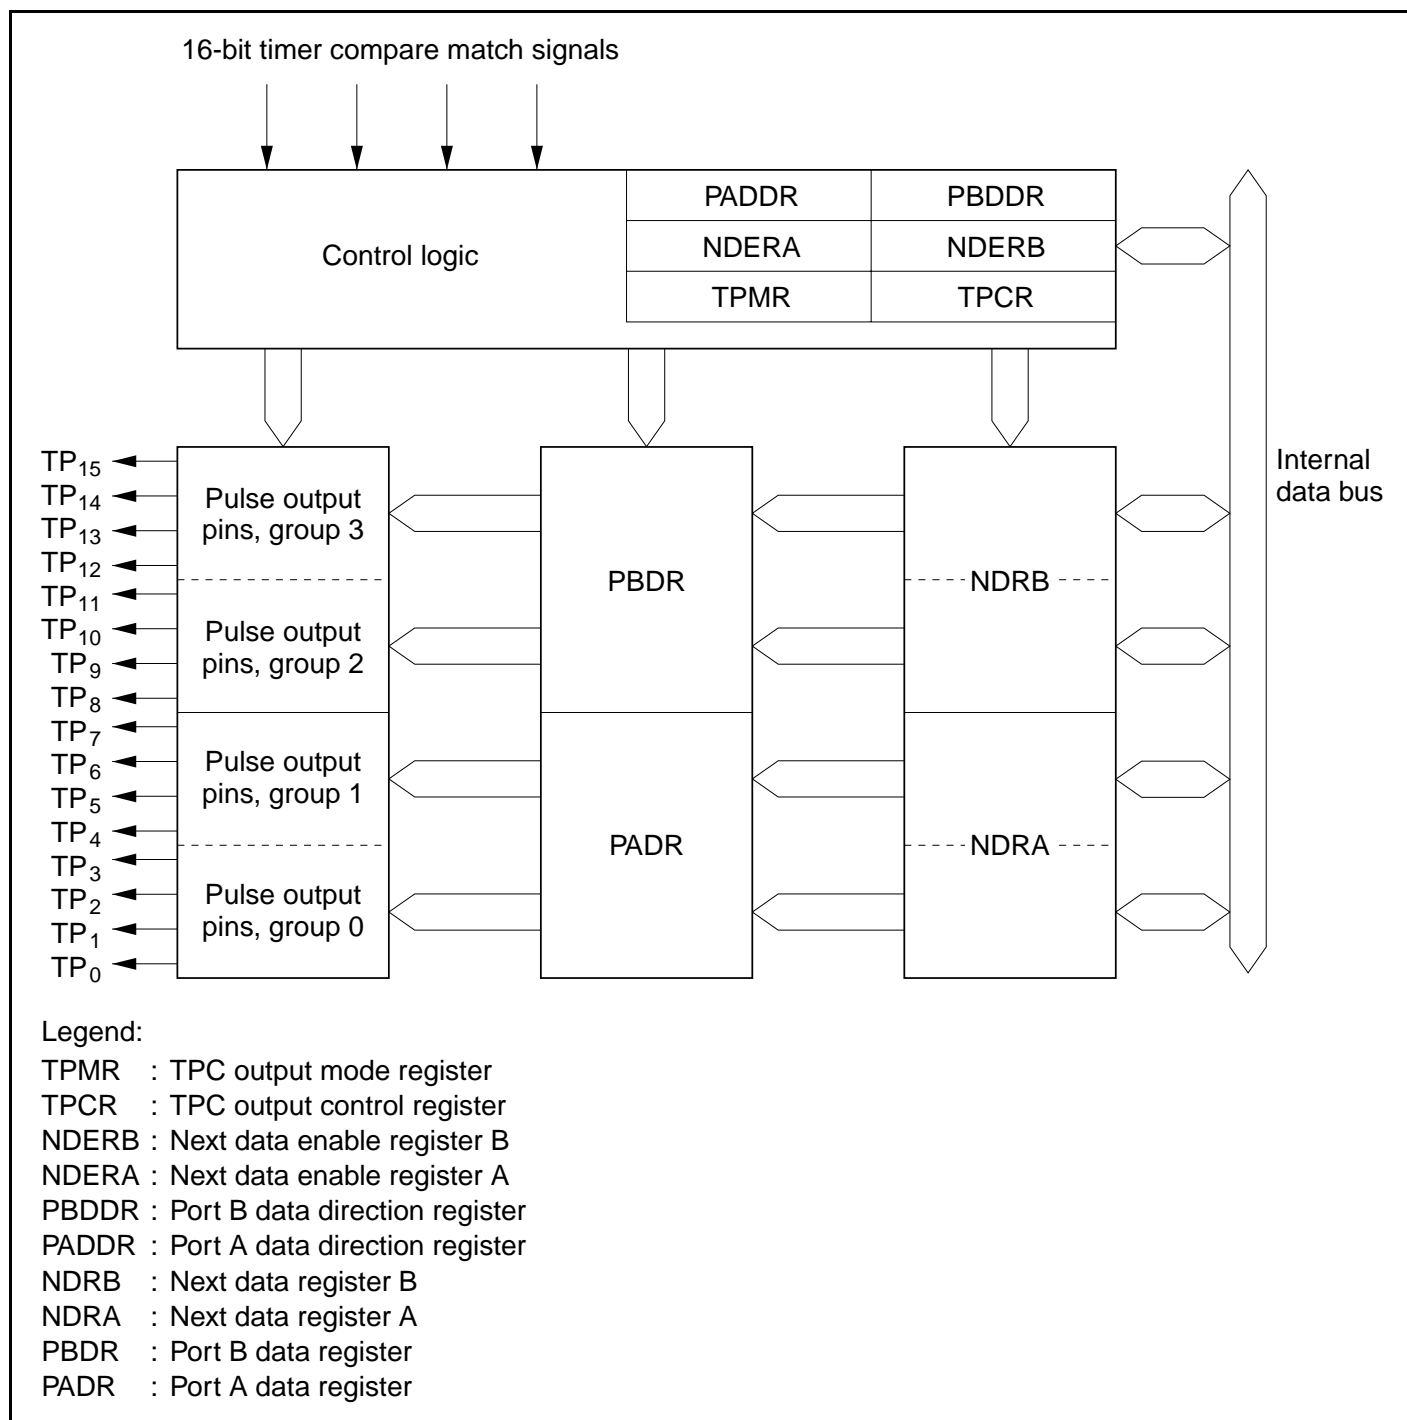 16-bit timer compare match signals
PADDR PBDDR
Control logic NDERA NDERB
TPMR TPCR
Internal
data bus
TP15
TP14
TP13
TP12
TP11
TP10
TP9
TP8
TP7
TP6
TP5
TP4
TP3
TP2
TP1
TP0
Pulse output
pins, group 3
Pulse output
pins, group 2
Pulse output
pins, group 1
Pulse output
pins, group 0
PBDR
PADR
NDRB
NDRA
Legend:
TPMR : TPC output mode register
TPCR : TPC output control register
NDERB : Next data enable register B
NDERA : Next data enable register A
PBDDR : Port B data direction register
PADDR : Port A data direction register
NDRB : Next data register B
NDRA : Next data register A
PBDR : Port B data register
PADR : Port A data register